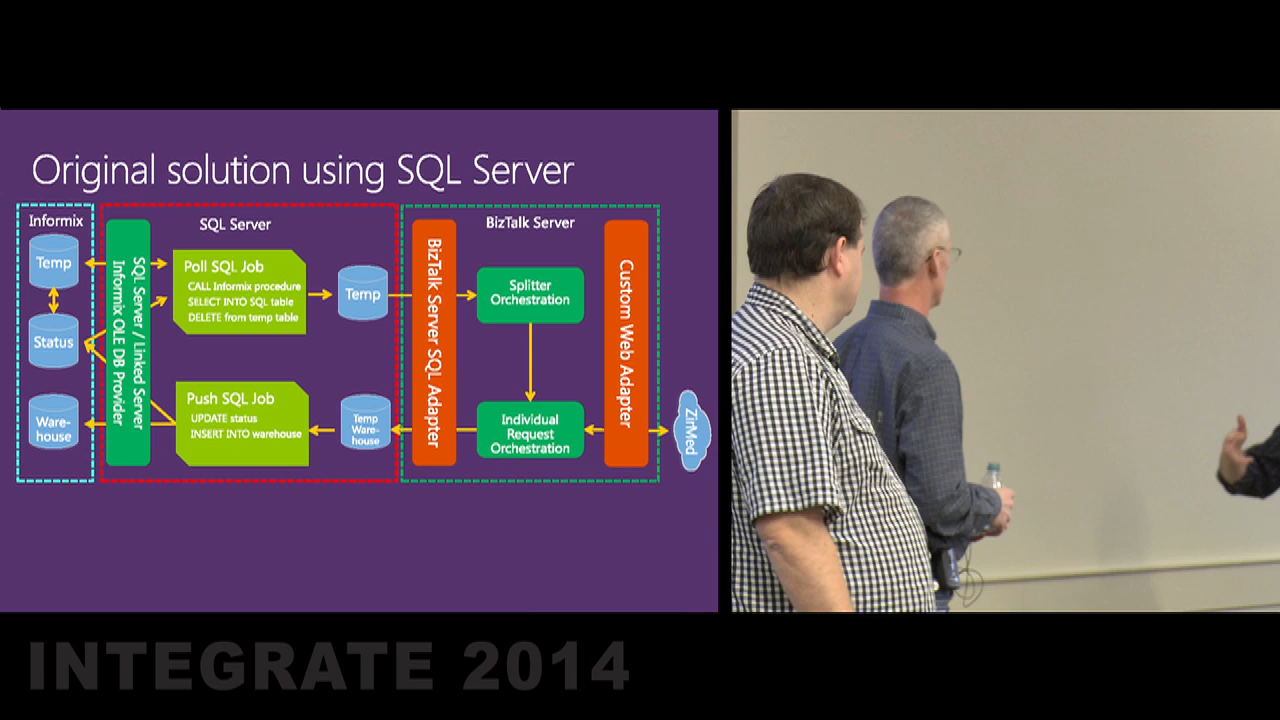 Original solution using SQL Server
Informix
SQL Server
BizTalk Server
Temp
Status
Ware-
house
SQL Server / Linked Server
Informix OLE DB Provider
Poll SQL Job
CALL Informix procedure
SELECT INTO SQL table
DELETE from temp table
Push SQL Job
UPDATE status
INSERT INTO warehouse
Temp
Temp
Ware-
house
BizTalk Server SQL Adapter
Splitter
Orchestration
Individual
Request
Orchestration
Custom Web Adapter
ZirMed
INTEGRATE 2014